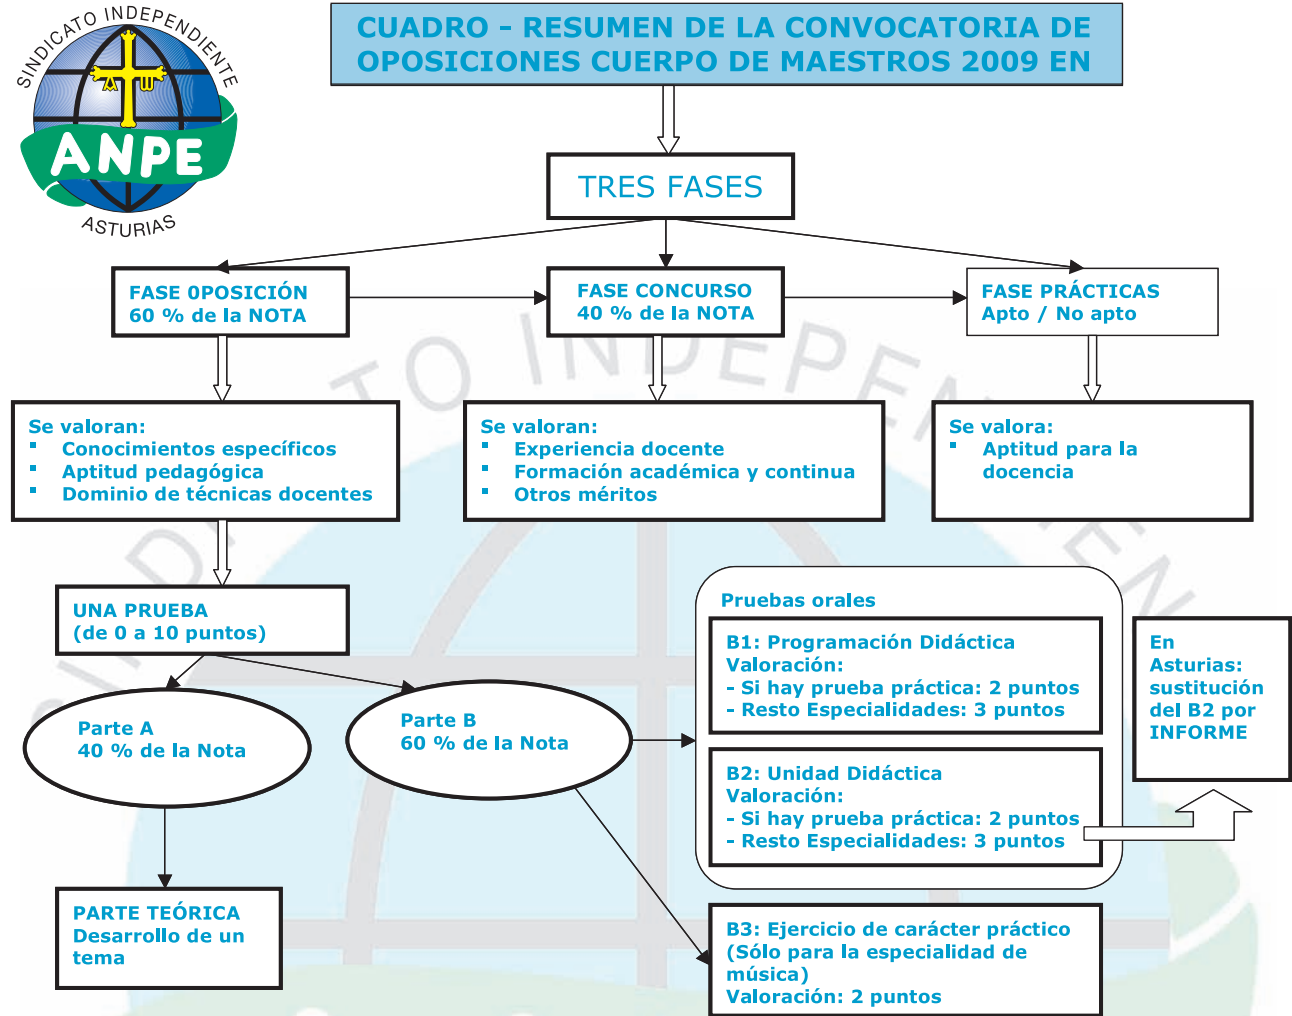 SINDICATO INDEPENDIENTE
ANPE
ASTURIAS
CUADRO - RESUMEN DE LA CONVOCATORIA DE
OPOSICIONES CUERPO DE MAESTROS 2009 EN
TRES FASES
FASE 0POSICIÓN
60 % de la NOTA
FASE CONCURSO
40 % de la NOTA
FASE PRÁCTICAS
Apto / No apto
Se valoran:
▪ Conocimientos específicos
▪ Aptitud pedagógica
▪ Dominio de técnicas docentes
Se valoran:
▪ Experiencia docente
▪ Formación académica y continua
▪ Otros méritos
Se valora:
▪ Aptitud para la
docencia
UNA PRUEBA
(de 0 a 10 puntos)
Parte A
40 % de la Nota
Parte B
60 % de la Nota
Pruebas orales
B1: Programación Didáctica
Valoración:
- Si hay prueba práctica: 2 puntos
- Resto Especialidades: 3 puntos
B2: Unidad Didáctica
Valoración:
- Si hay prueba práctica: 2 puntos
- Resto Especialidades: 3 puntos
En
Asturias:
sustitución
del B2 por
INFORME
PARTE TEÓRICA
Desarrollo de un
tema
B3: Ejercicio de carácter práctico
(Sólo para la especialidad de
música)
Valoración: 2 puntos